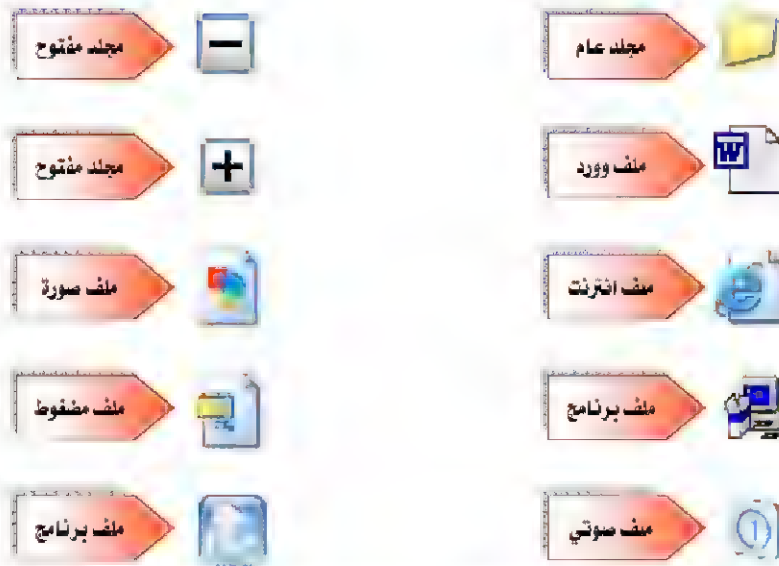 مجلد عام
مجلد مفتوح
ملف وورد
مجلد مفتوح
ملف انترنت
ملف صورة
ملف برنامج
ملف مضغوط
ملف صوتي
ملف برنامج